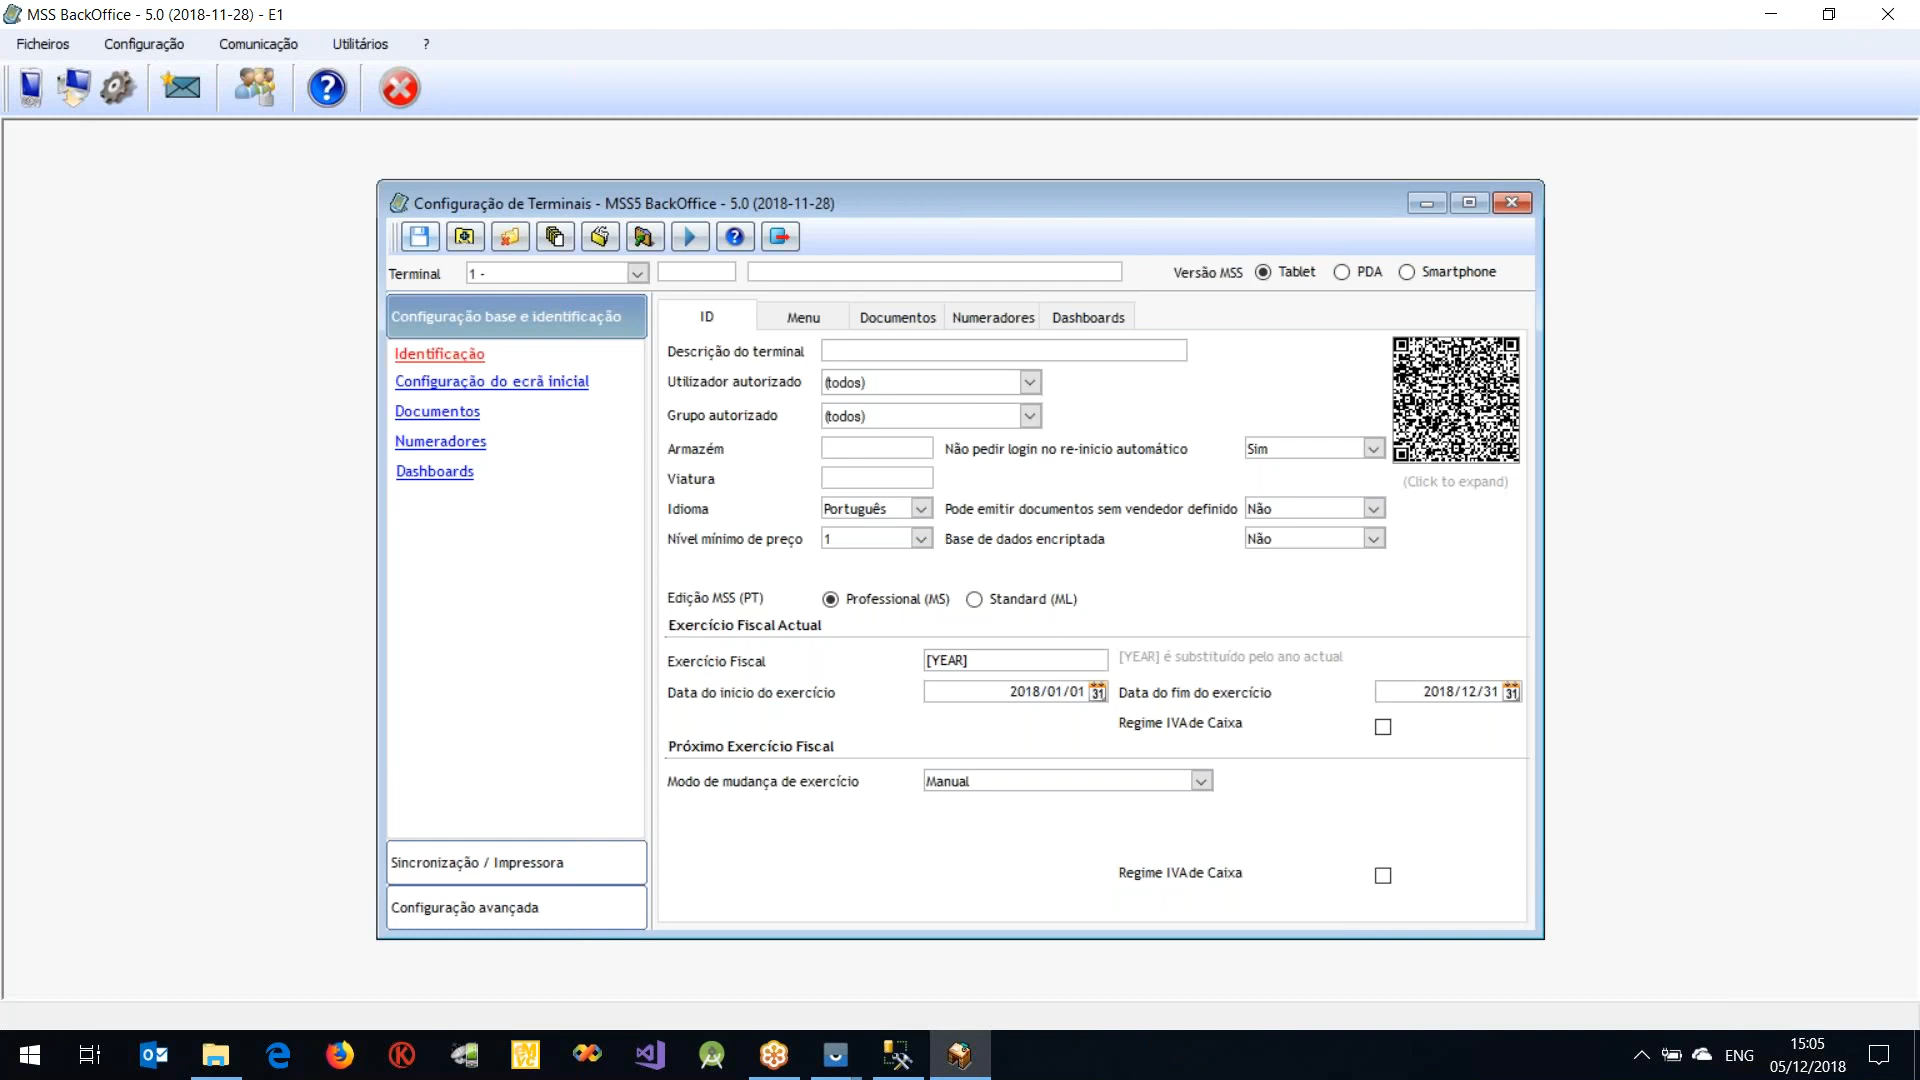 MSS BackOffice - 5.0 (2018-11-28) - E1
Ficheiros Configuração Comunicação Utilitários ?
Configuração de Terminais - MSS5 BackOffice - 5.0 (2018-11-28)
Terminal 1 - Versão MSS Tablet PDA Smartphone
Configuração base e identificação
Identificação
Configuração do ecrã inicial
Documentos
Numeradores
Dashboards
Sincronização / Impressora
Configuração avançada
ID Menu Documentos Numeradores Dashboards
Descrição do terminal
Utilizador autorizado (todos)
Grupo autorizado (todos)
Armazém Não pedir login no re-inicio automático Sim
(Click to expand)
Viatura
Idioma Português Pode emitir documentos sem vendedor definido Não
Nível mínimo de preço 1 Base de dados encriptada Não
Edição MSS (PT) Professional (MS) Standard (ML)
Exercício Fiscal Actual
Exercício Fiscal [YEAR] [YEAR] é substituído pelo ano actual
Data do inicio do exercício 2018/01/01 31 Data do fim do exercício 2018/12/31 31
Regime IVA de Caixa
Próximo Exercício Fiscal
Modo de mudança de exercício Manual
Regime IVA de Caixa
ENG
15:05
05/12/2018